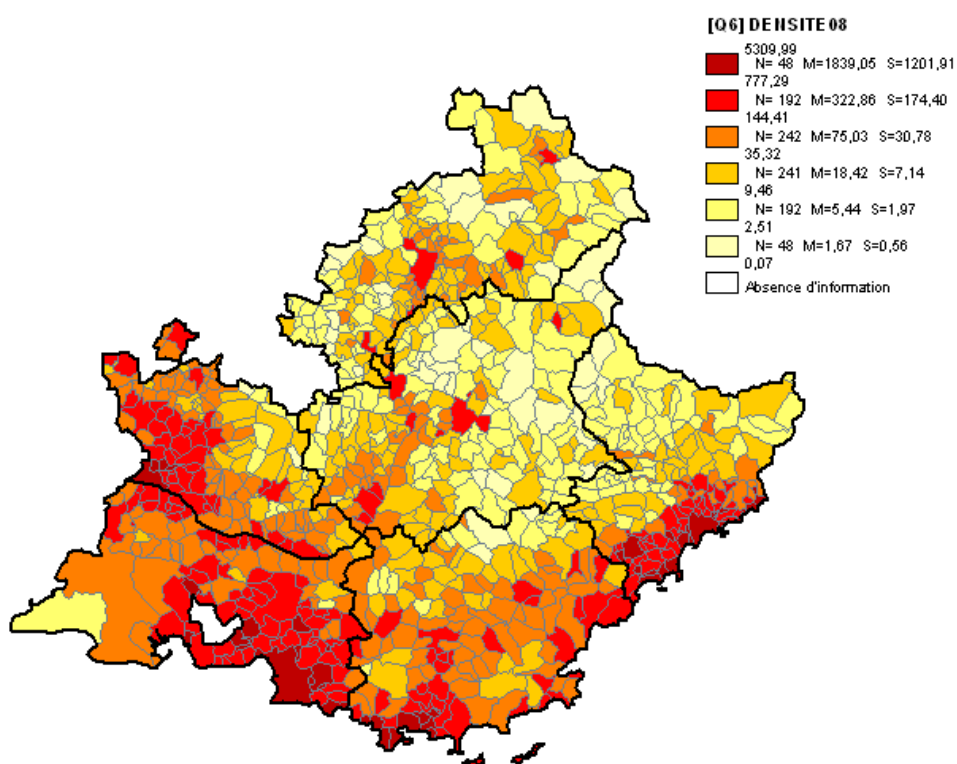 [Q6] DENSITE 08
5309,99
N= 48 M=1839,05 S=1201,91
777,29
N= 192 M=322,86 S=174,40
144,41
N= 242 M=75,03 S=30,78
35,32
N= 241 M=18,42 S=7,14
9,46
N= 192 M=5,44 S=1,97
2,51
N= 48 M=1,67 S=0,56
0,07
Absence d'information